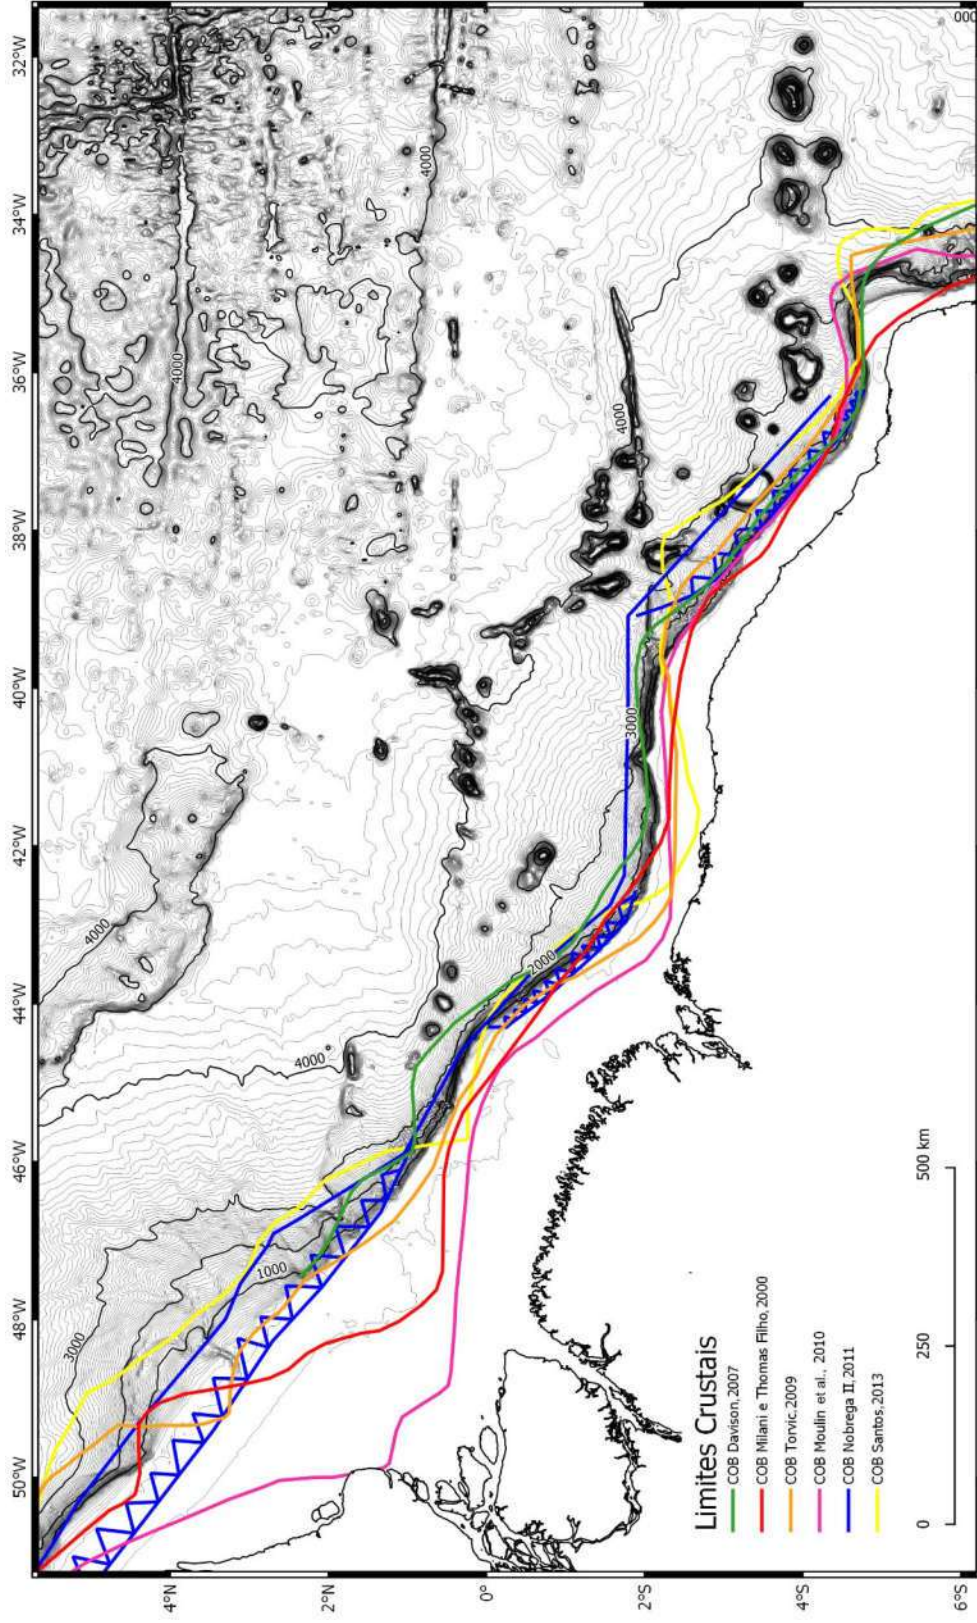 50°W
48°W
46°W
44°W
42°W
40°W
38°W
36°W
34°W
32°W
4°N
2°N
0°
2°S
4°S
6°S
3000
1000
4000
4000
2000
3000
4000
4000
4000
4000
000
Limites Crustais
COB Davison,2007
COB Milani e Thomas Filho, 2000
COB Torvic,2009
COB Moulin et al., 2010
COB Nobrega II,2011
COB Santos,2013
0
250
500 km